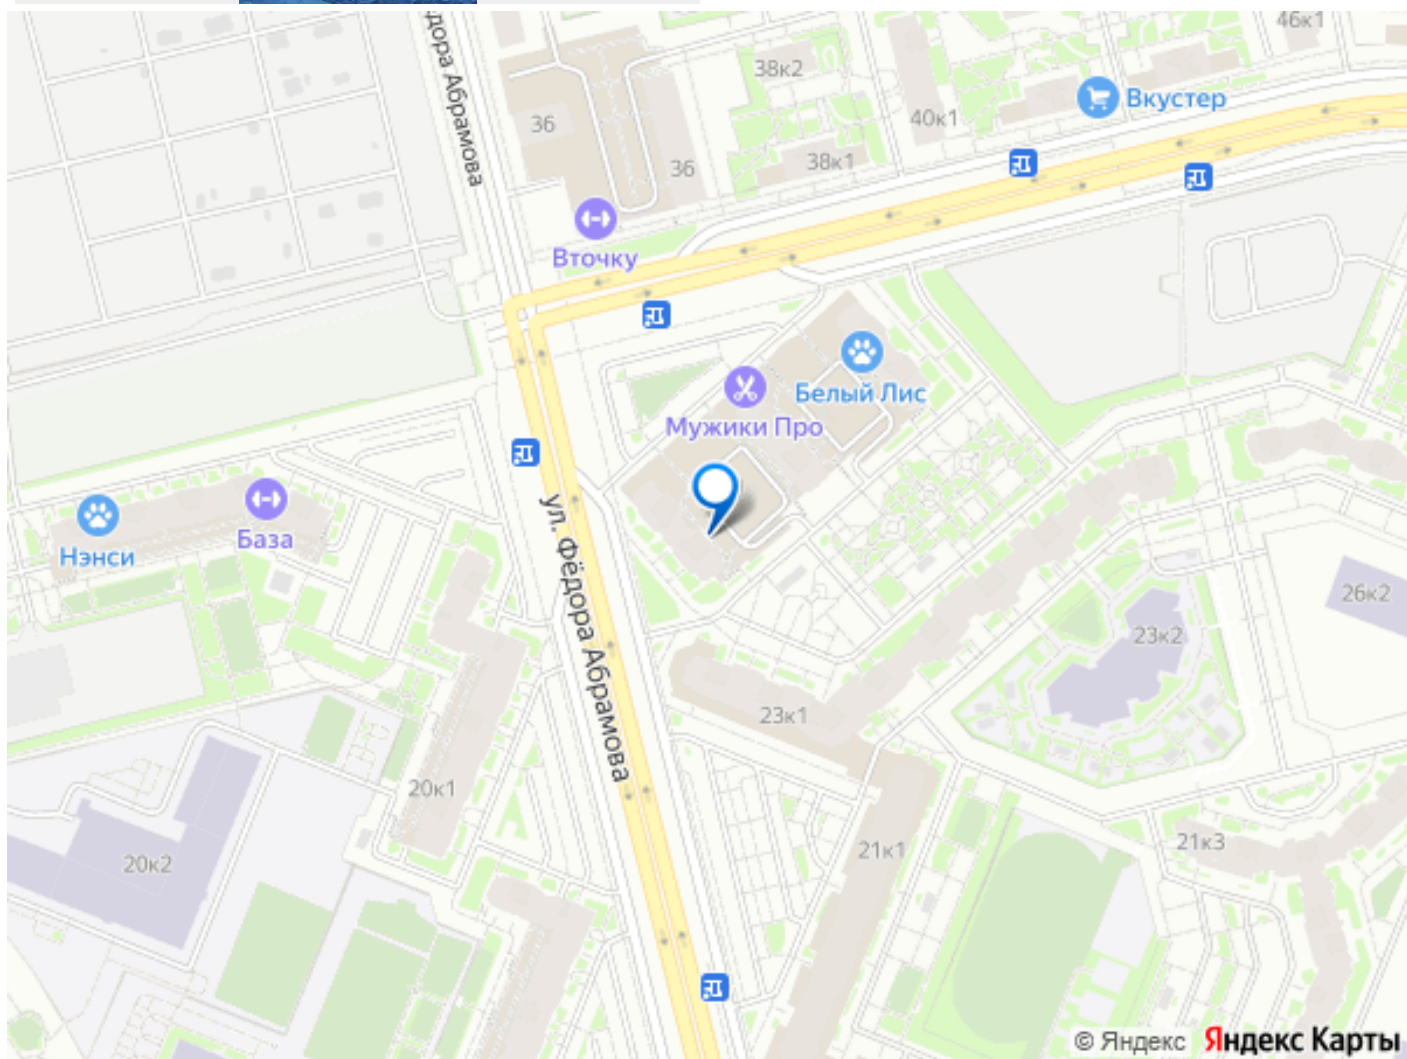 дора Абрамова
46к1
38к2
Вкустер
36
40к1
38к1
36
Вточку
Белый Лис
Мужики Про
База
Нэнси
ул. Фёдора Абрамова
26к2
23к2
23к1
20к1
21к3
21к1
20к2
© Яндекс Яндекс Карты